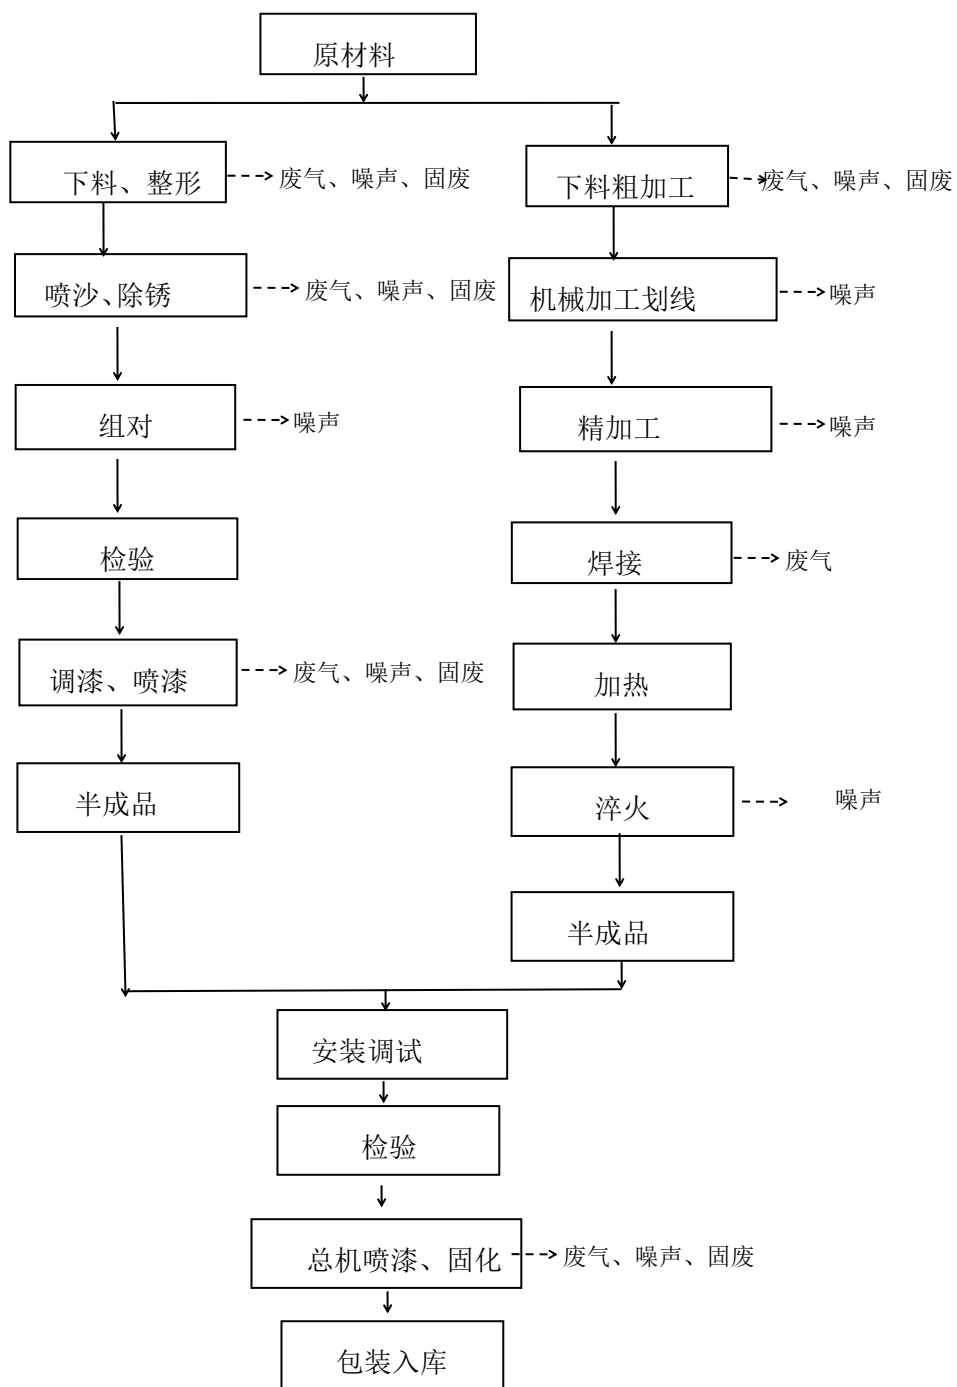 原材料
下料、整形
废气、噪声、固废
下料粗加工
废气、噪声、固废
喷沙、除锈
废气、噪声、固废
机械加工划线
噪声
组对
噪声
精加工
噪声
检验
焊接
废气
调漆、喷漆
废气、噪声、固废
加热
半成品
淬火
噪声
半成品
安装调试
检验
总机喷漆、固化
废气、噪声、固废
包装入库